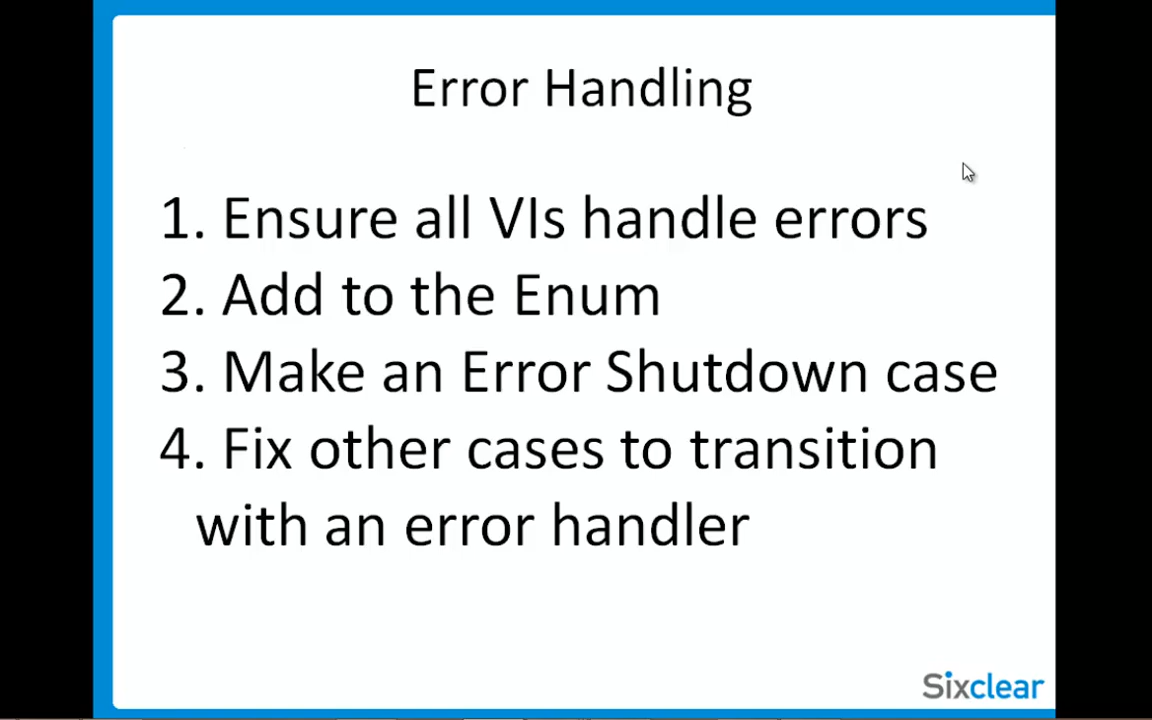 Error Handling
1. Ensure all VIs handle errors
2. Add to the Enum
3. Make an Error Shutdown case
4. Fix other cases to transition
with an error handler
Sixclear